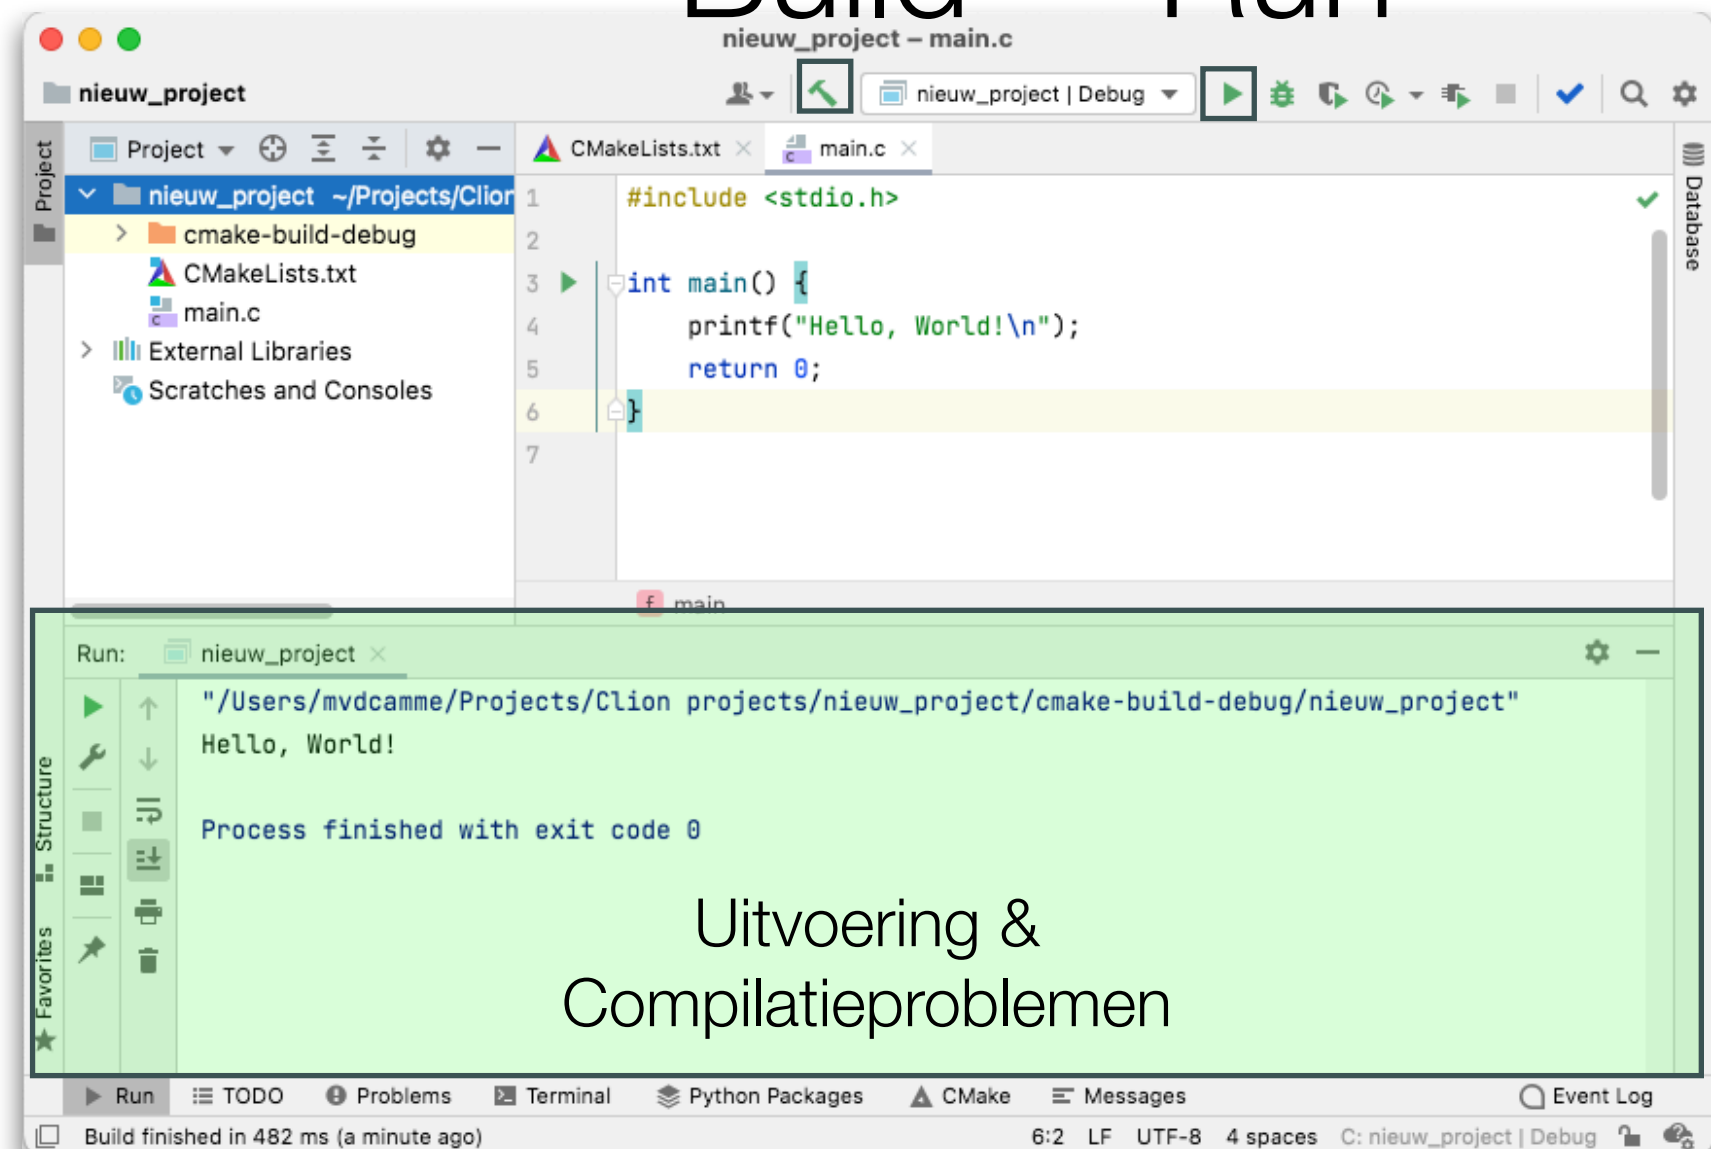 Build
Run
nieuw_project – main.c
nieuw_project
nieuw_project | Debug
Project
Project
nieuw_project ~/Projects/Clior
cmake-build-debug
CMakeLists.txt
main.c
External Libraries
Scratches and Consoles
CMakeLists.txt
main.c
1 #include <stdio.h>
2
3 int main() {
4 printf("Hello, World!\n");
5 return 0;
6 }
7
Database
f main
Run: nieuw_project
"/Users/mvdcamme/Projects/Clion projects/nieuw_project/cmake-build-debug/nieuw_project"
Hello, World!
Process finished with exit code 0
Structure
Favorites
Uitvoering &
Compilatieproblemen
Run TODO Problems Terminal Python Packages CMake Messages Event Log
Build finished in 482 ms (a minute ago) 6:2 LF UTF-8 4 spaces C: nieuw_project | Debug